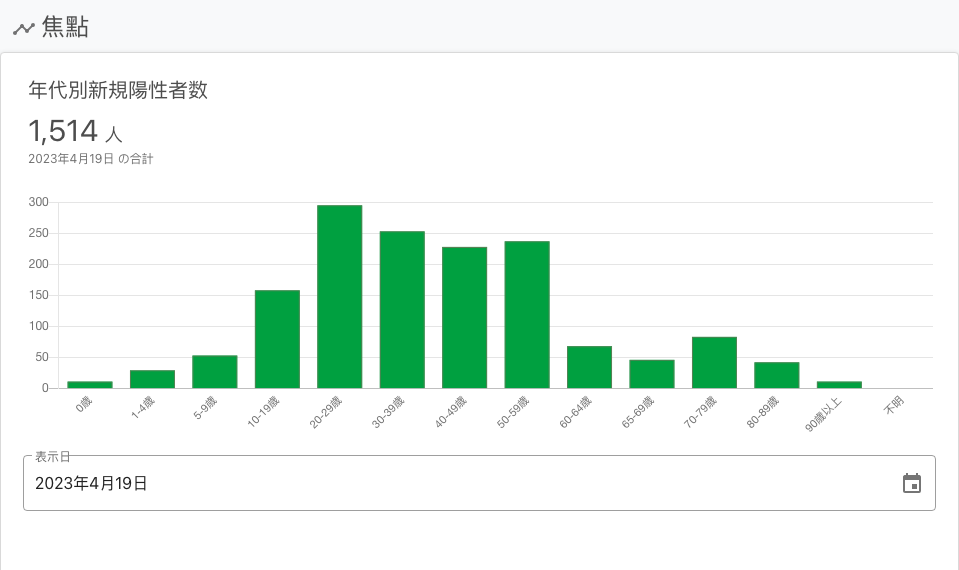 焦點
年代別新規陽性者数
1,514 人
2023年4月19日 の合計
300
250
200
150
100
50
0
0歳
1-4歳
5-9歳
10-19歳
20-29歳
30-39歳
40-49歳
50-59歳
60-64歳
65-69歳
70-79歳
80-89歳
90歳以上
不明
表示日
2023年4月19日